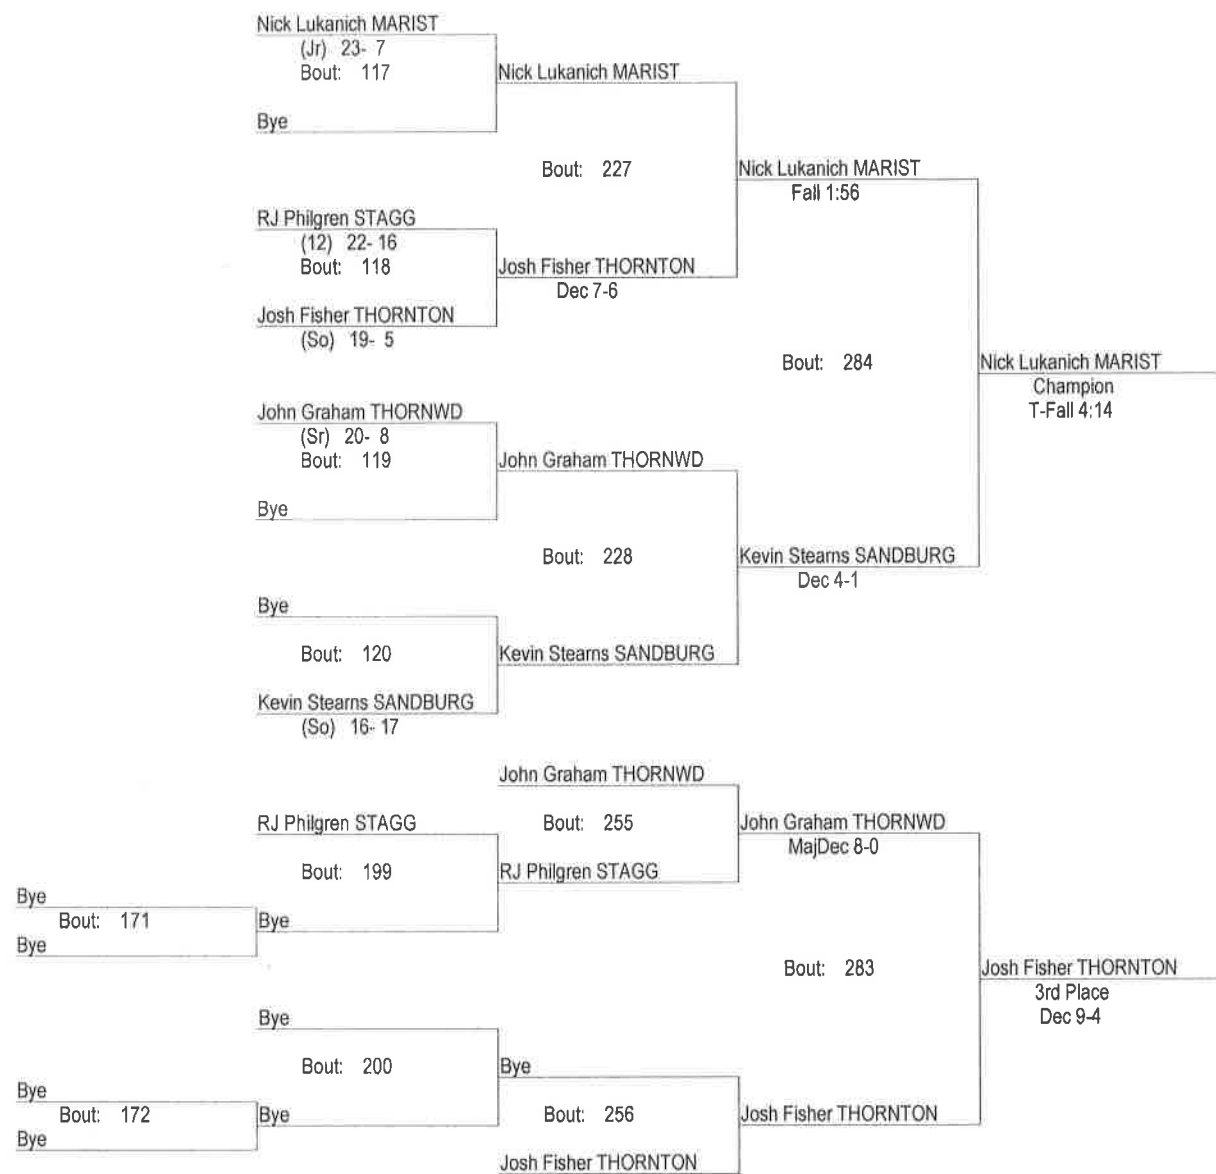 Nick Lukanich MARIST
(Jr) 23- 7
Bout: 117
Nick Lukanich MARIST
Bye
Bout: 227
Nick Lukanich MARIST
Fall 1:56
RJ Philgren STAGG
(12) 22- 16
Bout: 118
Josh Fisher THORNTON
Dec 7-6
Josh Fisher THORNTON
(So) 19- 5
Bout: 284
Nick Lukanich MARIST
Champion
T-Fall 4:14
John Graham THORNWD
(Sr) 20- 8
Bout: 119
John Graham THORNWD
Bye
Bout: 228
Kevin Stearns SANDBURG
Dec 4-1
Bye
Bout: 120
Kevin Stearns SANDBURG
Kevin Stearns SANDBURG
(So) 16- 17
John Graham THORNWD
RJ Philgren STAGG
Bout: 255
John Graham THORNWD
MajDec 8-0
Bout: 199
RJ Philgren STAGG
Bye
Bout: 171
Bye
Bye
Bout: 283
Josh Fisher THORNTON
3rd Place
Dec 9-4
Bye
Bout: 200
Bye
Bye
Bout: 172
Bye
Bout: 256
Josh Fisher THORNTON
Bye
Josh Fisher THORNTON